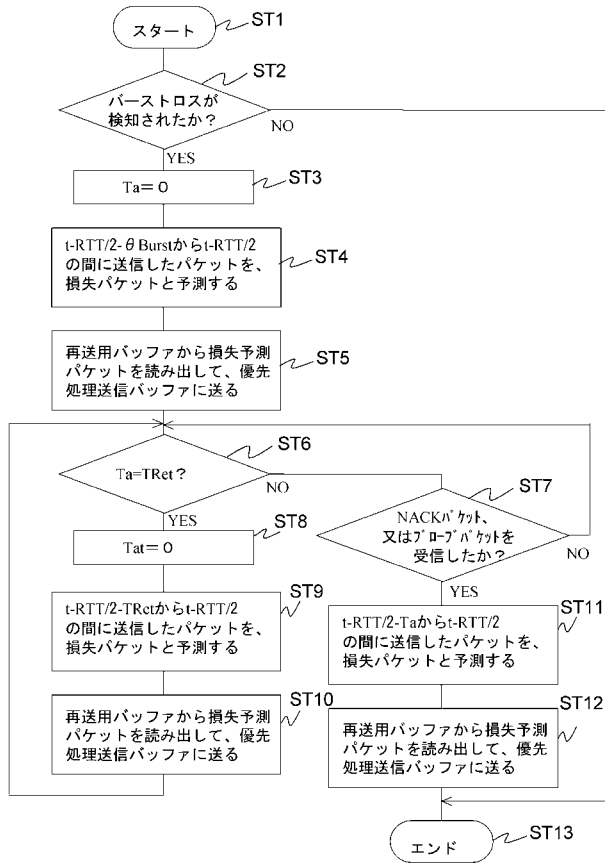 スタート
ST1
ST2
バーストロスが
検知されたか？
NO
YES
Ta＝０
ST3
t-RTT/2-θBurstからt-RTT/2
の間に送信したパケットを、
損失パケットと予測する
ST4
再送用バッファから損失予測
パケットを読み出して、優先
処理送信バッファに送る
ST5
ST6
Ta=TRet？
NO
YES
ST7
NACKﾊﾟｹｯﾄ、
又はﾌﾟﾛｰﾌﾞﾊﾟｹｯﾄを
受信したか？
NO
YES
ST8
Tat＝０
ST9
t-RTT/2-TRetからt-RTT/2
の間に送信したパケットを、
損失パケットと予測する
ST11
t-RTT/2-Taからt-RTT/2
の間に送信したパケットを、
損失パケットと予測する
ST10
再送用バッファから損失予測
パケットを読み出して、優先
処理送信バッファに送る
ST12
再送用バッファから損失予測
パケットを読み出して、優先
処理送信バッファに送る
エンド
ST13